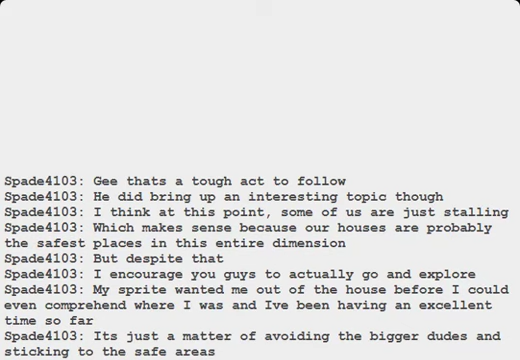 Spade4103: Gee thats a tough act to follow
Spade4103: He did bring up an interesting topic though
Spade4103: I think at this point, some of us are just stalling
Spade4103: Which makes sense because our houses are probably
the safest places in this entire dimension
Spade4103: But despite that
Spade4103: I encourage you guys to actually go and explore
Spade4103: My sprite wanted me out of the house before I could
even comprehend where I was and Ive been having an excellent
time so far
Spade4103: Its just a matter of avoiding the bigger dudes and
sticking to the safe areas